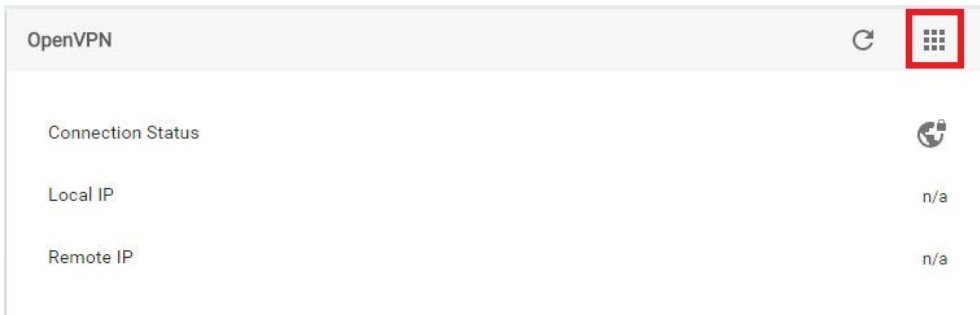 OpenVPN
Connection Status
Local IP n/a
Remote IP n/a